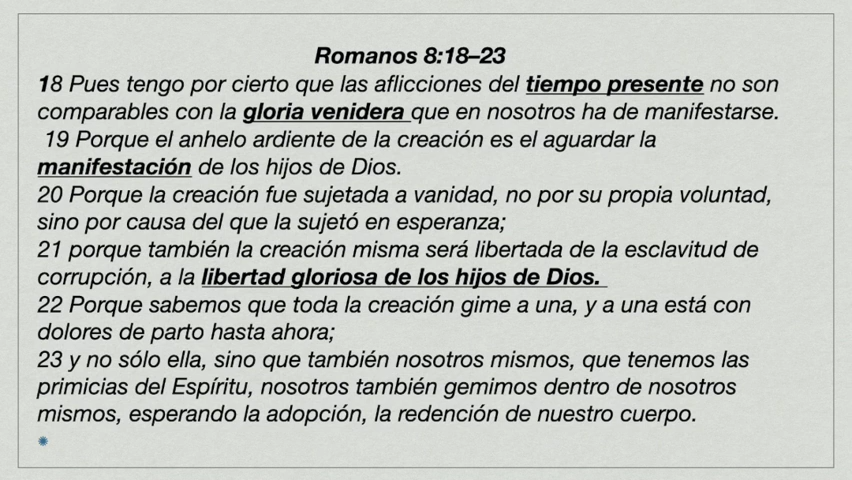 Romanos 8:18–23
18 Pues tengo por cierto que las aflicciones del tiempo presente no son
comparables con la gloria venidera que en nosotros ha de manifestarse.
19 Porque el anhelo ardiente de la creación es el aguardar la
manifestación de los hijos de Dios.
20 Porque la creación fue sujetada a vanidad, no por su propia voluntad,
sino por causa del que la sujetó en esperanza;
21 porque también la creación misma será libertada de la esclavitud de
corrupción, a la libertad gloriosa de los hijos de Dios.
22 Porque sabemos que toda la creación gime a una, y a una está con
dolores de parto hasta ahora;
23 y no sólo ella, sino que también nosotros mismos, que tenemos las
primicias del Espíritu, nosotros también gemimos dentro de nosotros
mismos, esperando la adopción, la redención de nuestro cuerpo.